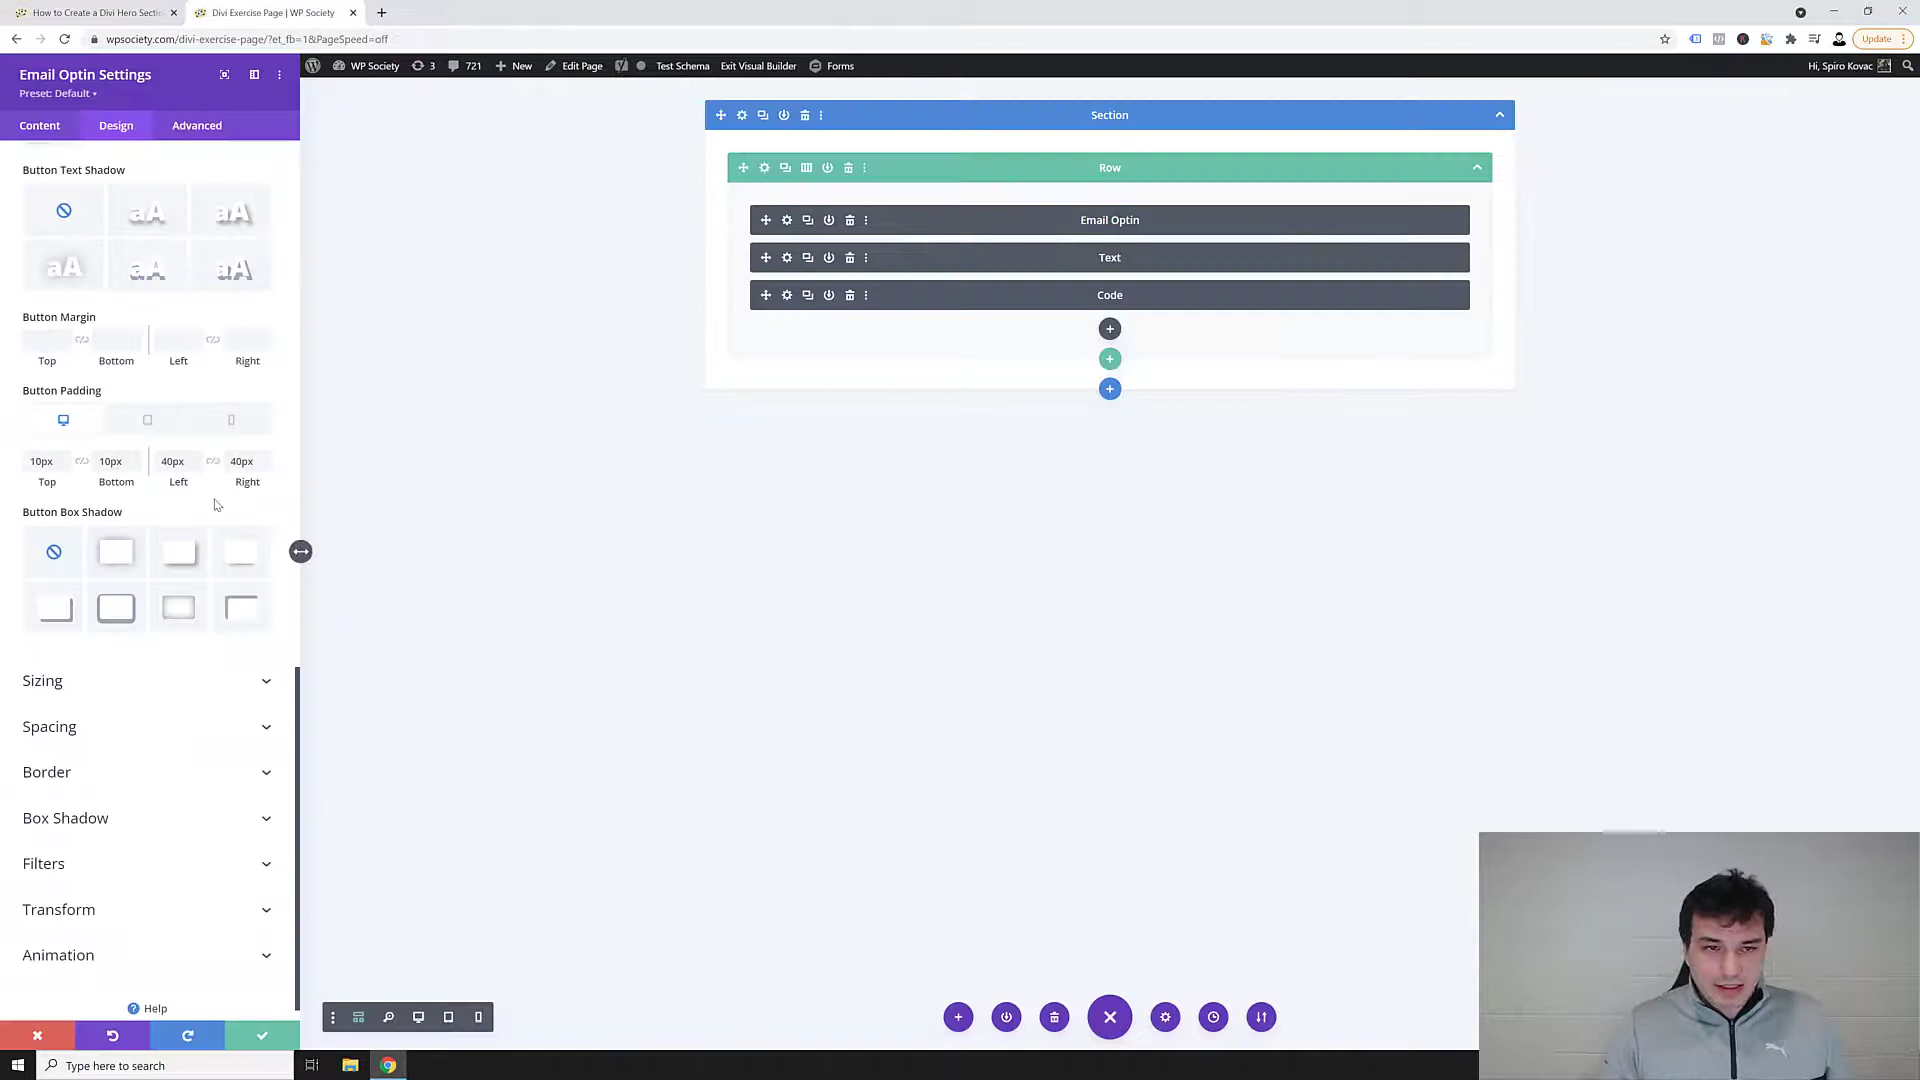 How to Create a Divi Hero Sectio
Divi Exercise Page | WP Society
wpsociety.com/divi-exercise-page/?et_fb=1&PageSpeed=off
Update
Email Optin Settings
Preset: Default
WP Society
3
721
New
Edit Page
Test Schema
Exit Visual Builder
Forms
Hi, Spiro Kovac
Content
Design
Advanced
Section
Row
Email Optin
Text
Code
Button Text Shadow
aA
aA
aA
aA
aA
Button Margin
Top
Bottom
Left
Right
Button Padding
10px
10px
40px
40px
Top
Bottom
Left
Right
Button Box Shadow
Sizing
Spacing
Border
Box Shadow
Filters
Transform
Animation
Help
Type here to search